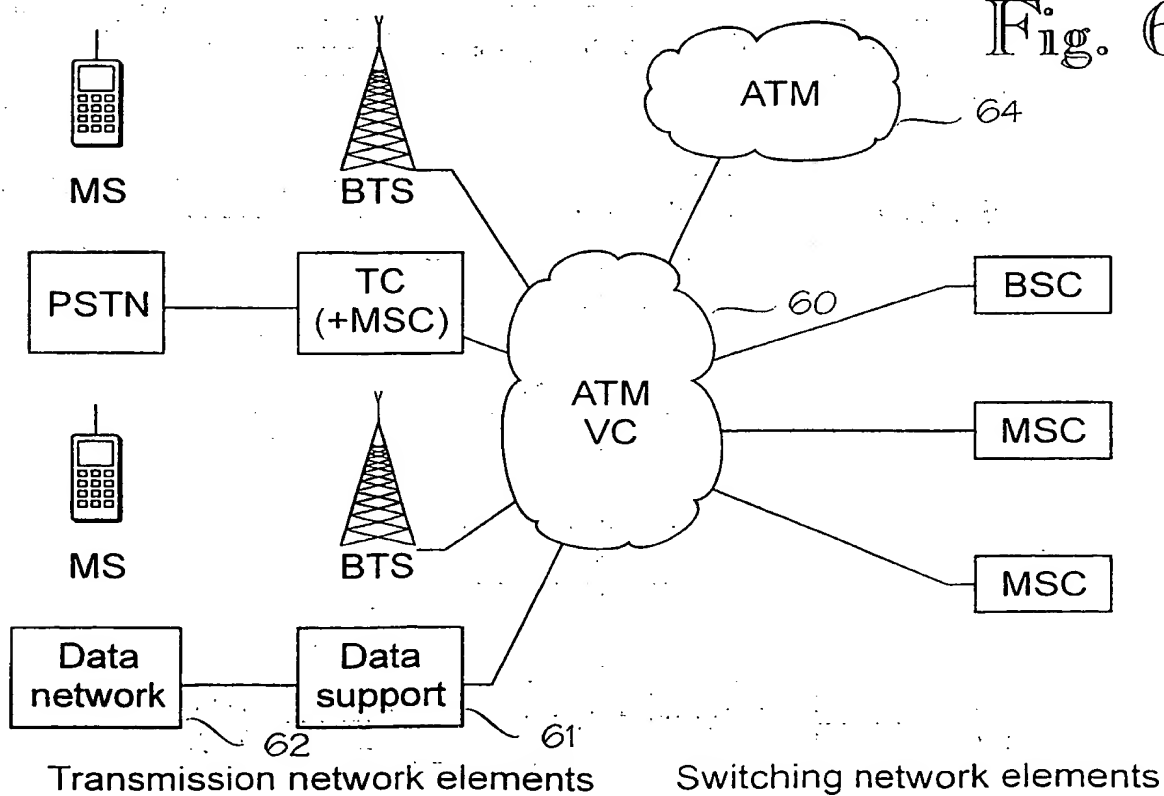 Fig. 6
ATM
64
MS
BTS
PSTN
TC
(+MSC)
60
BSC
ATM
VC
MSC
MS
BTS
MSC
Data
network
Data
support
62
61
Transmission network elements
Switching network elements